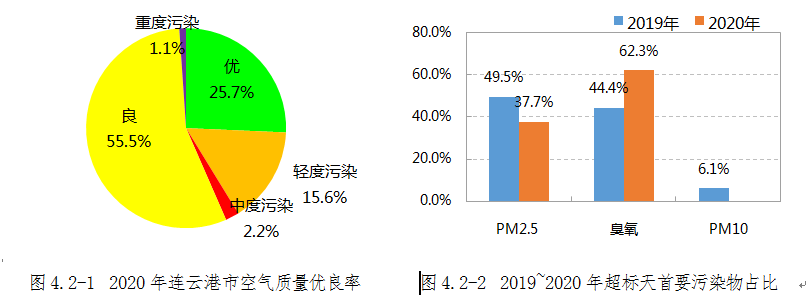 重度污染
1.1%
优
25.7%
良
55.5%
轻度污染
15.6%
中度污染
2.2%
图 4.2-1 2020 年连云港市空气质量优良率
2019年 2020年
80.0%
60.0%
40.0%
20.0%
0.0%
49.5%
37.7%
44.4%
62.3%
6.1%
PM2.5 臭氧 PM10
图 4.2-2 2019~2020 年超标天首要污染物占比